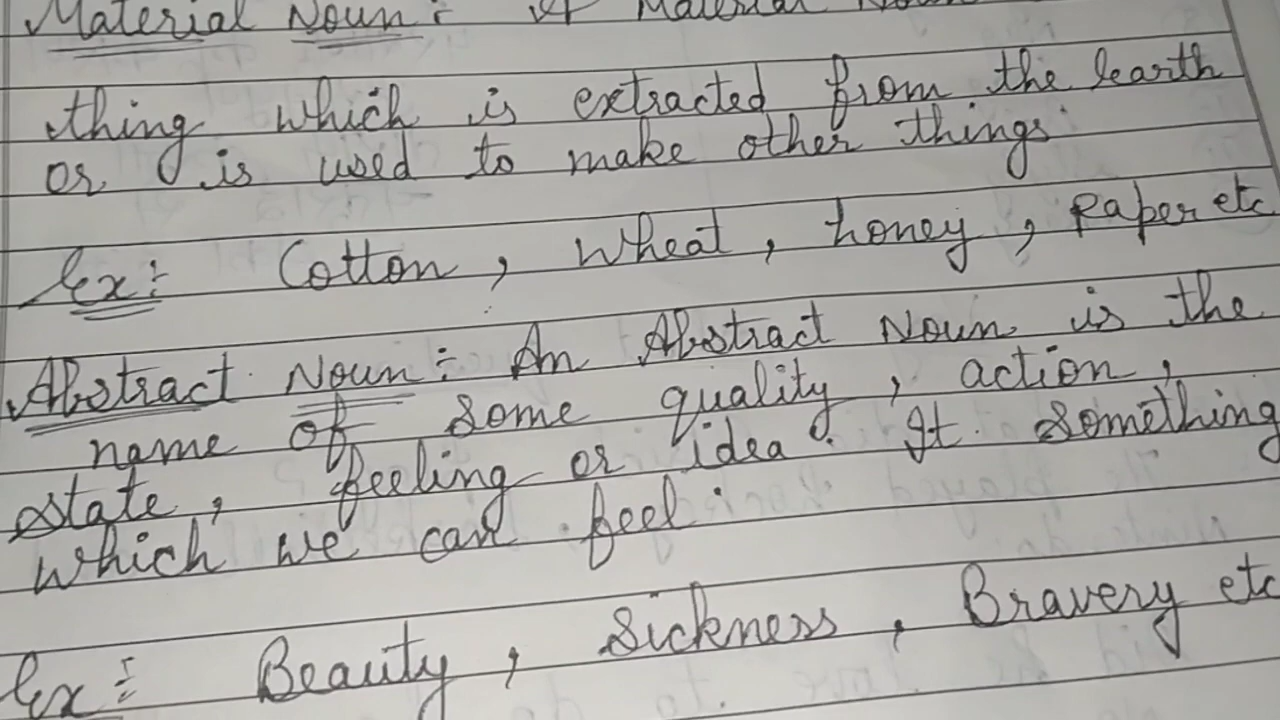 Material Noun :- A Material Noun
thing which is extracted from the earth
or is used to make other things.
Ex :- Cotton, Wheat, honey, Paper etc
Abstract Noun :- An Abstract Noun is the
name of some quality, action,
state, feeling or idea. It something
which we can feel.
Ex :- Beauty, Sickness, Bravery etc